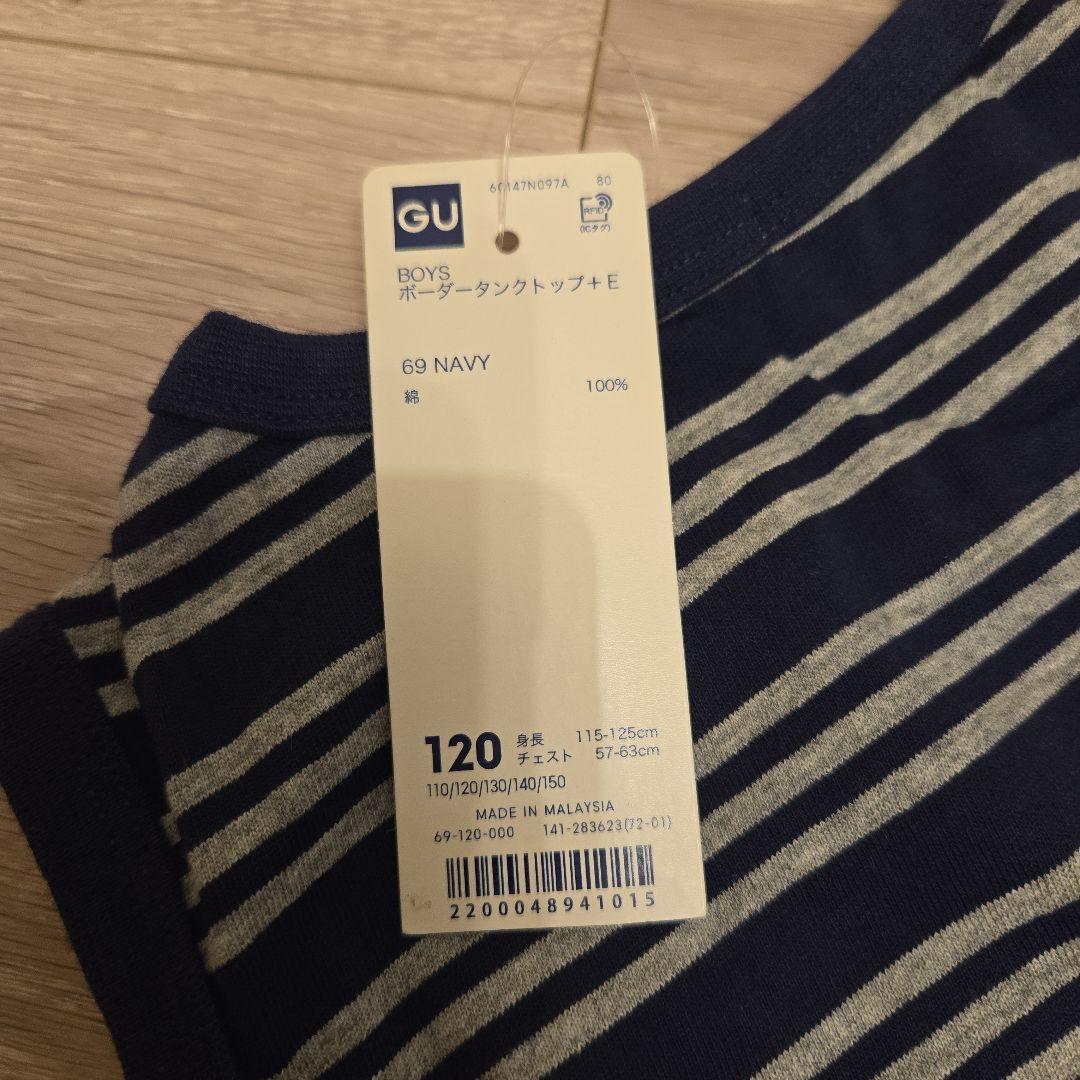 GU
60147N097A 80
RFID
(ICタグ)
BOYS
ボーダータンクトップ+E
69 NAVY
綿 100%
120 身長 115-125cm
チェスト 57-63cm
110/120/130/140/150
MADE IN MALAYSIA
69-120-000 141-283623(72-01)
2200048941015